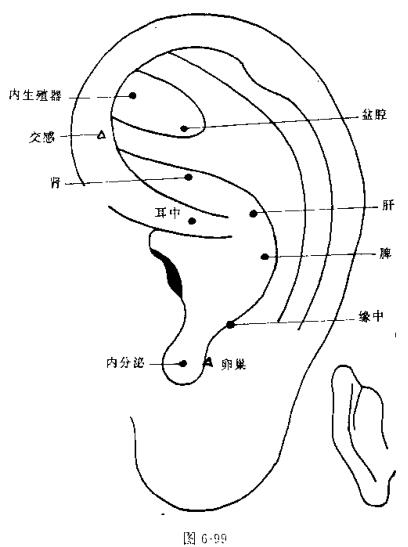 内生殖器
盆腔
交感
肾
肝
耳中
脾
缘中
内分泌
卵巢
图 6-99